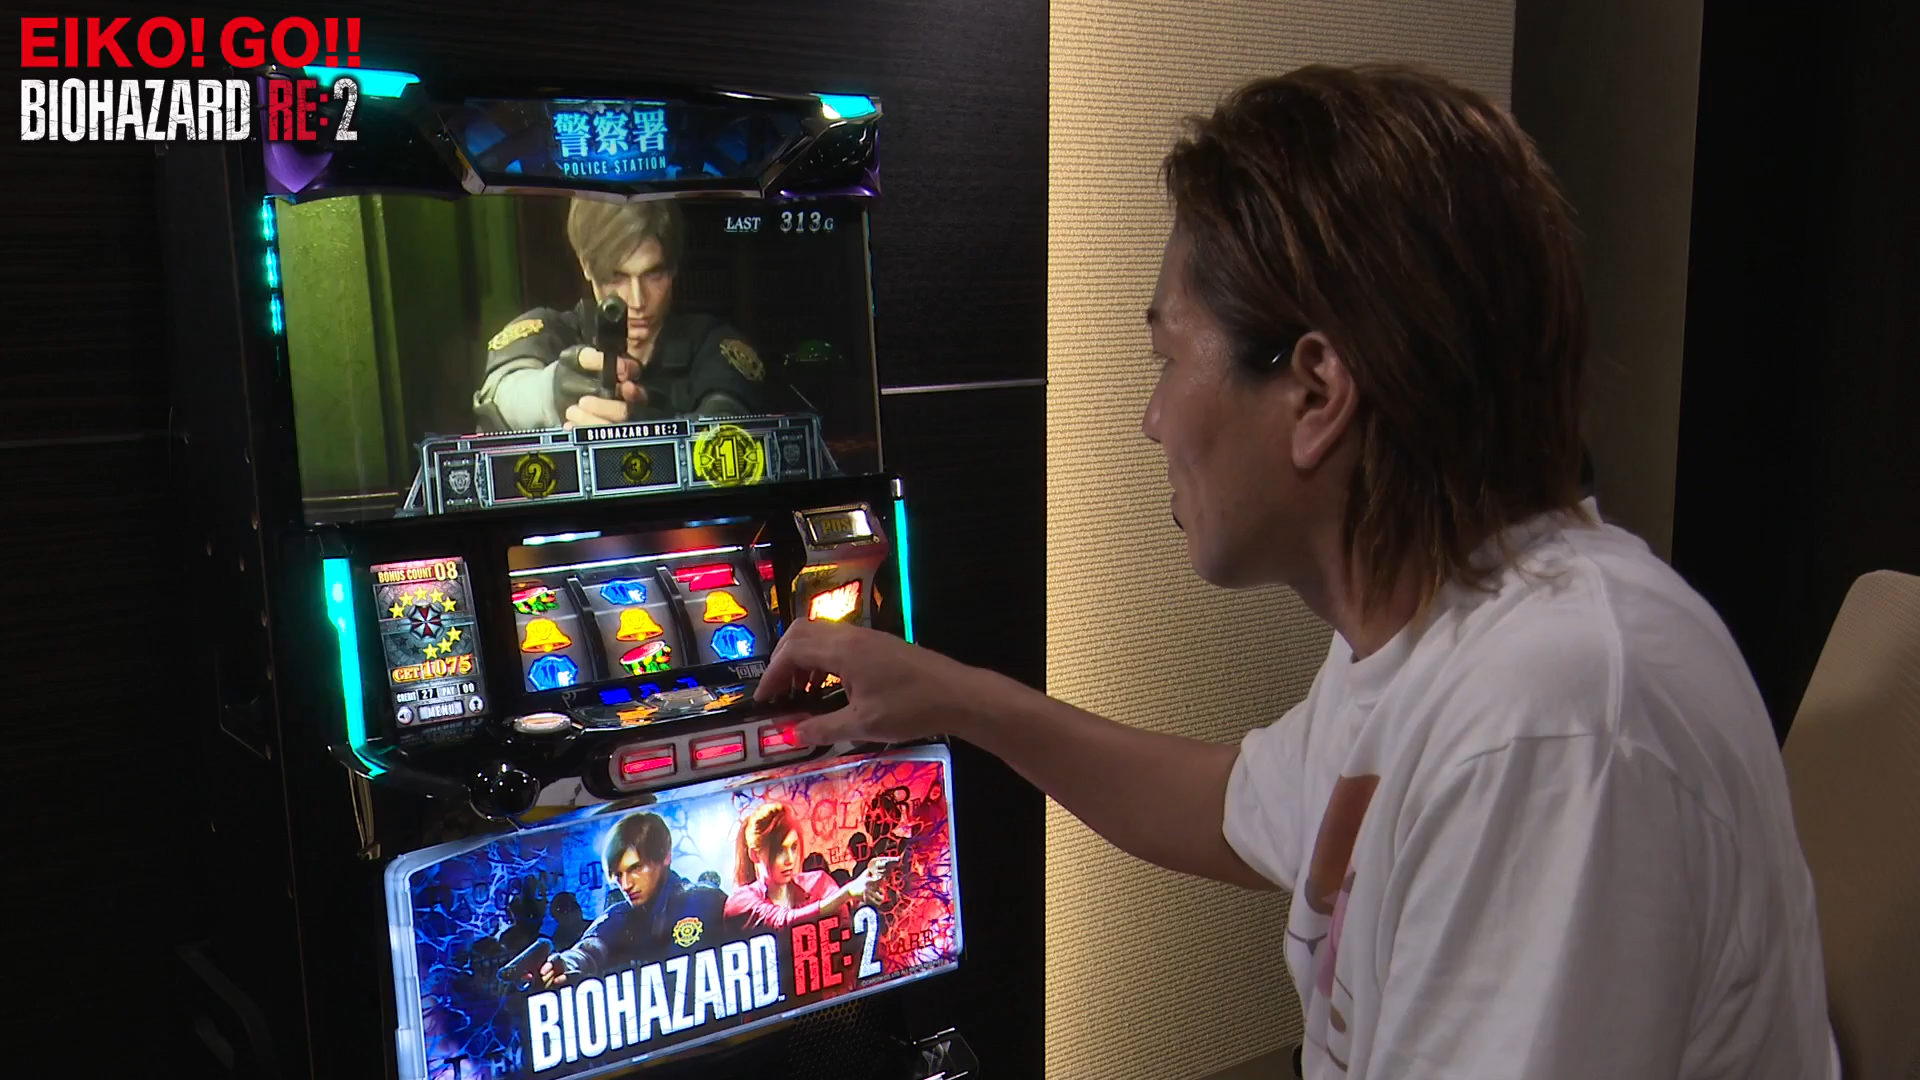 EIKO! GO!!
BIOHAZARD RE:2
警察署
POLICE STATION
LAST 313G
BIOHAZARD RE:2
2 3 1
PUSH
BONUS COUNT 08
GET 1075
CREDIT 27 PAY 00
MENU
CLAIRE
BIOHAZARD RE:2